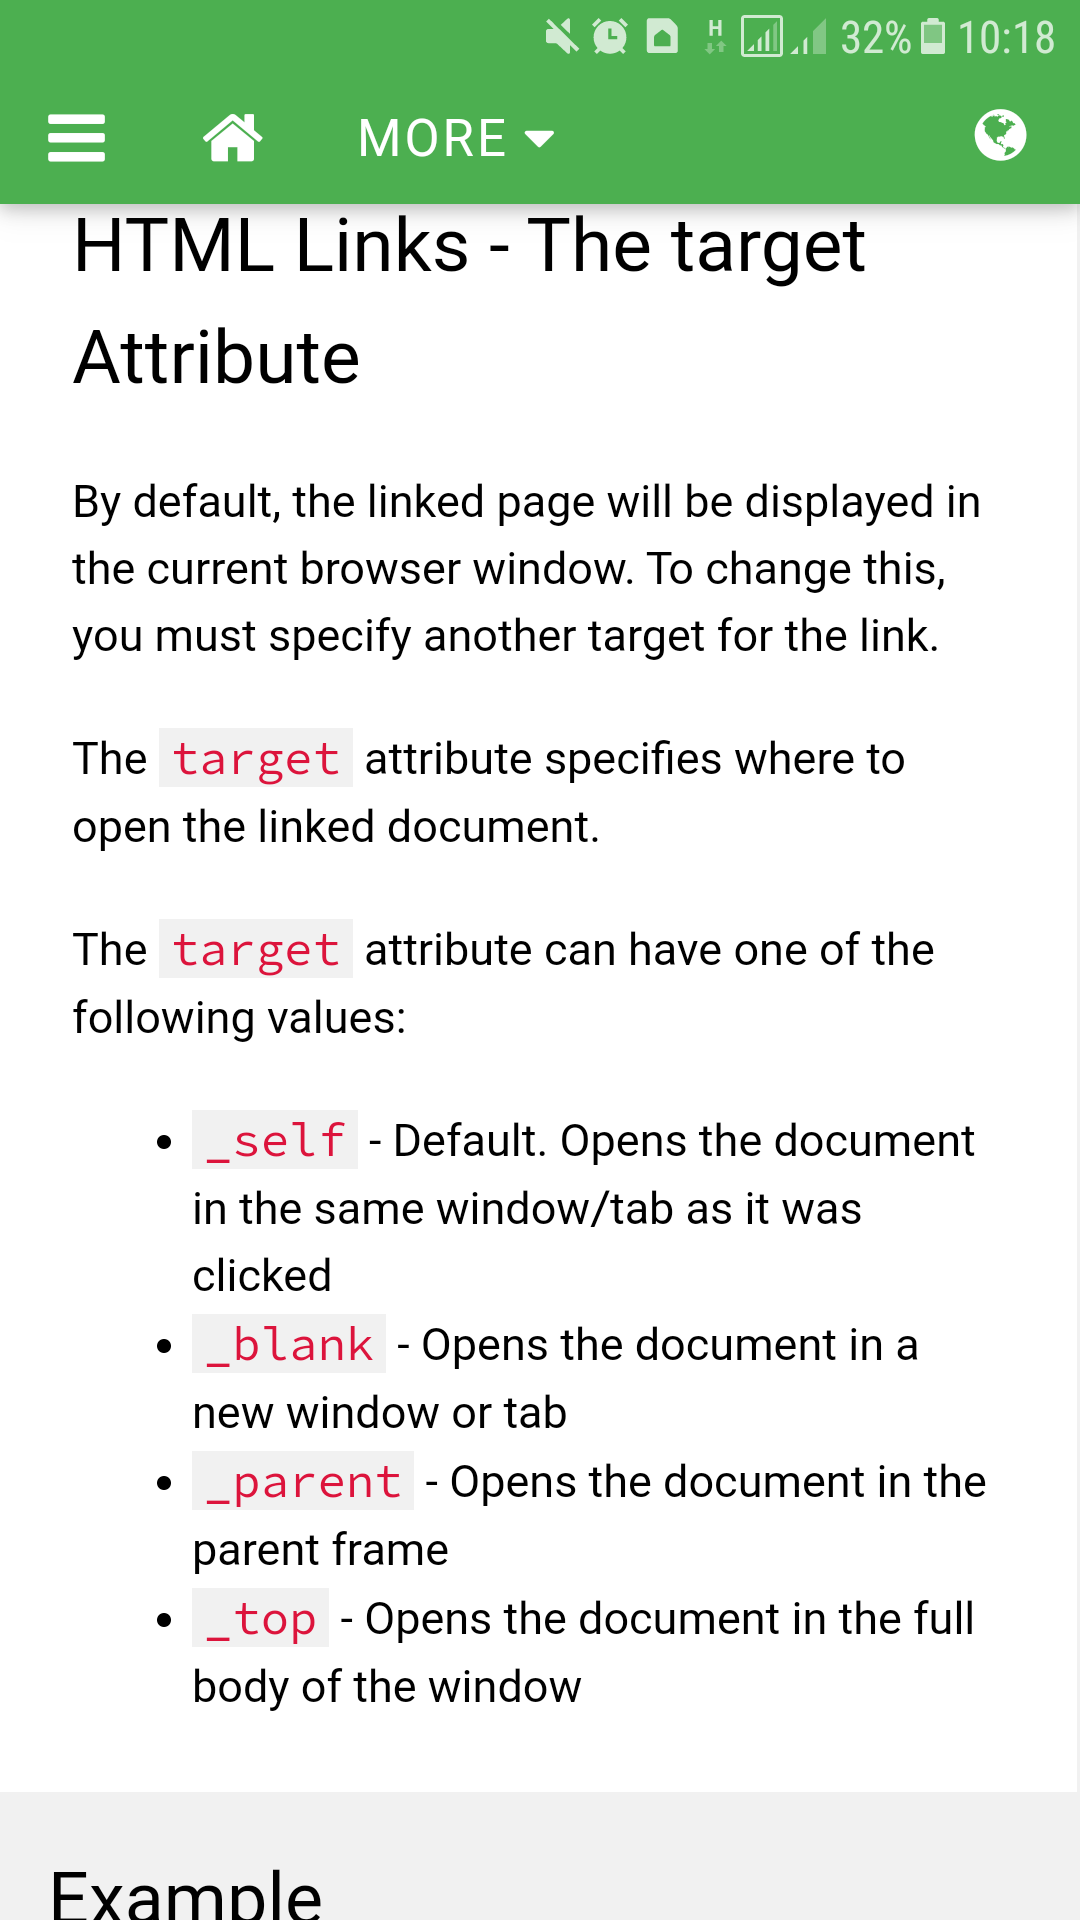 H 32% 10:18
MORE
HTML Links - The target
Attribute
By default, the linked page will be displayed in
the current browser window. To change this,
you must specify another target for the link.
The target attribute specifies where to
open the linked document.
The target attribute can have one of the
following values:
• _self - Default. Opens the document
in the same window/tab as it was
clicked
• _blank - Opens the document in a
new window or tab
• _parent - Opens the document in the
parent frame
• _top - Opens the document in the full
body of the window
Example